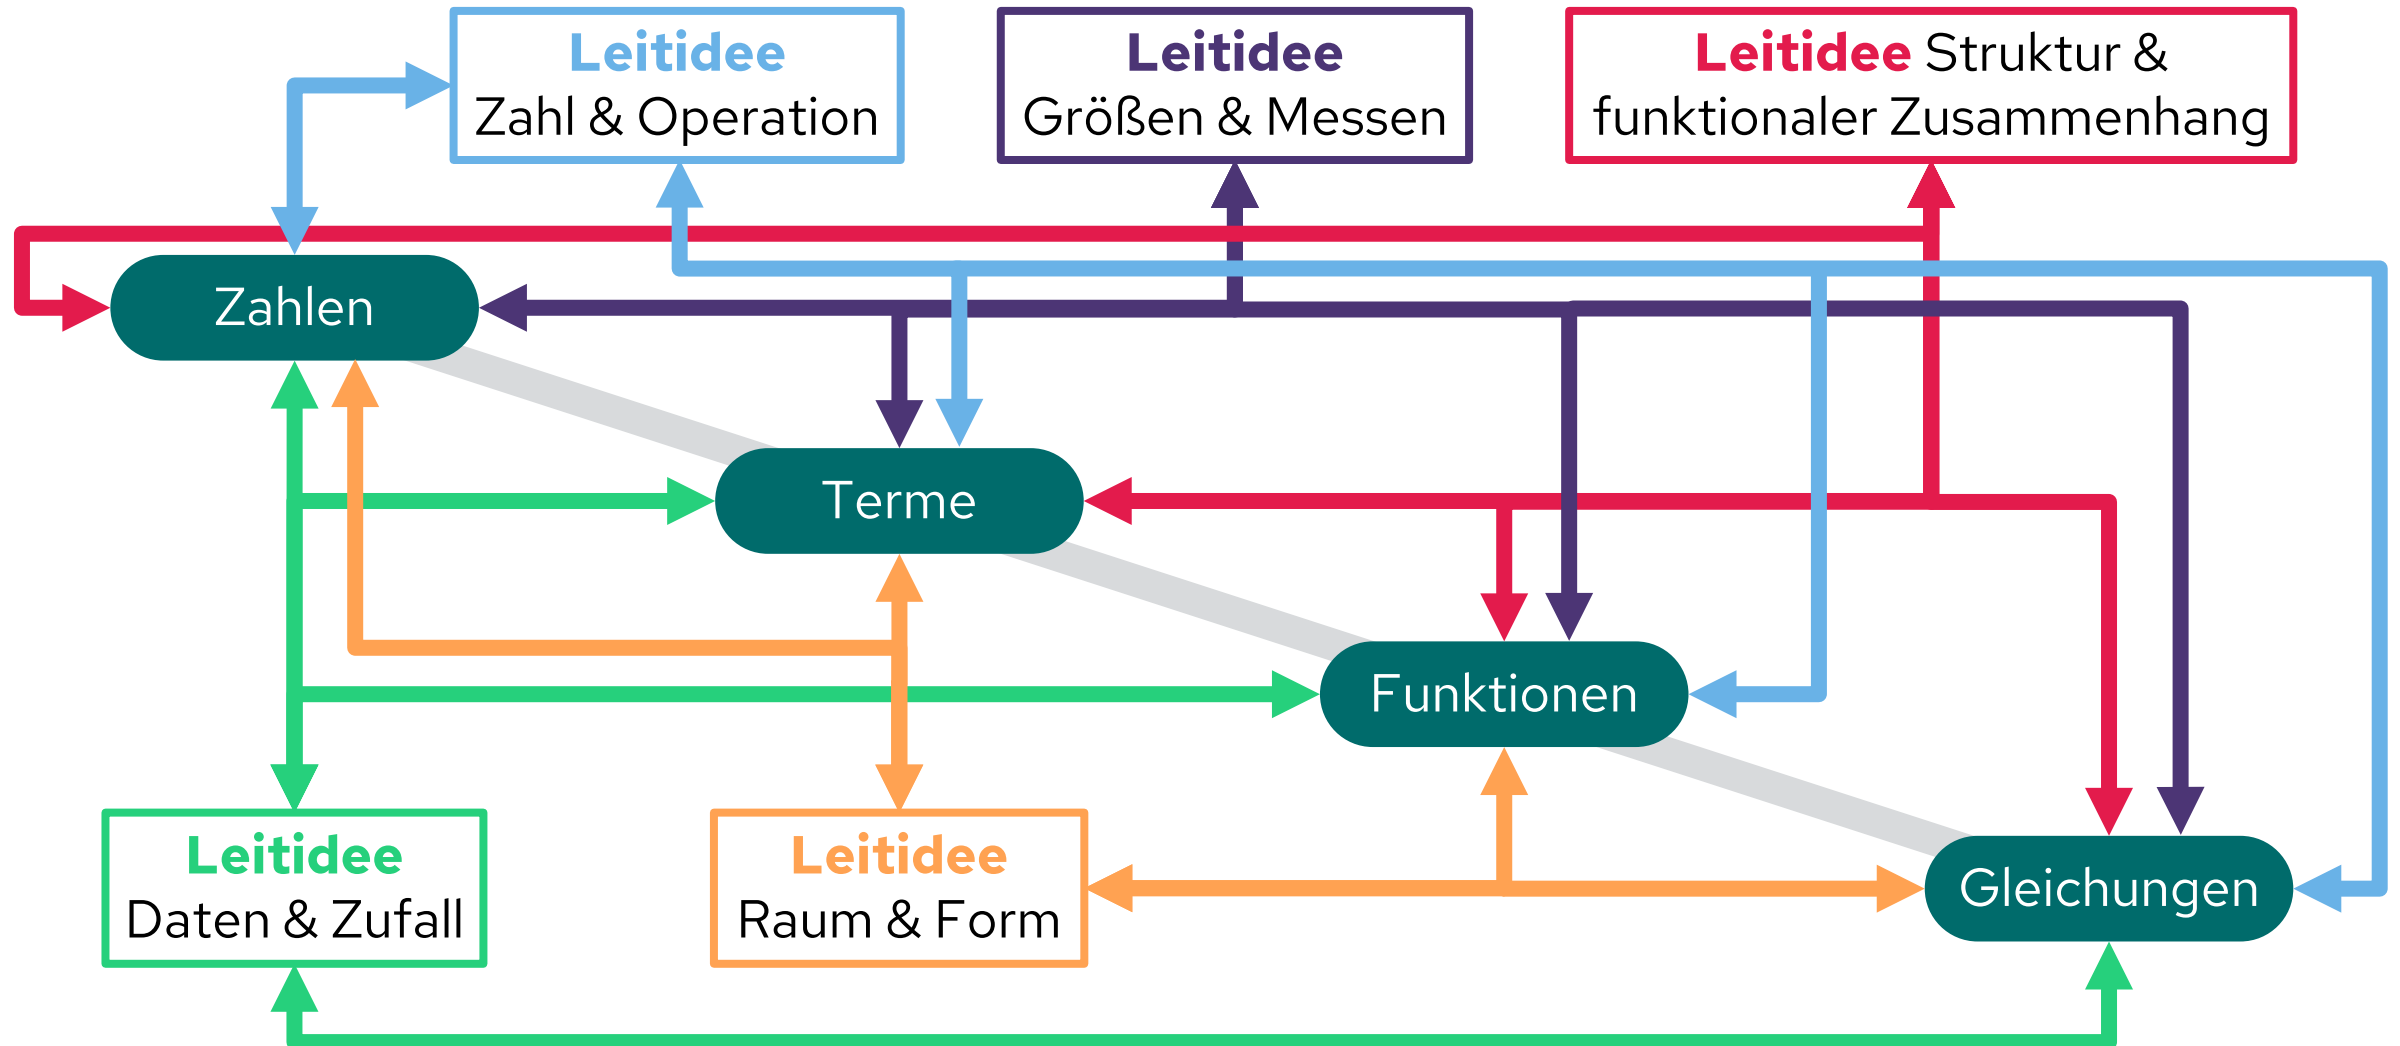 Leitidee
Zahl & Operation
Leitidee
Größen & Messen
Leitidee Struktur &
funktionaler Zusammenhang
Zahlen
Terme
Funktionen
Gleichungen
Leitidee
Daten & Zufall
Leitidee
Raum & Form